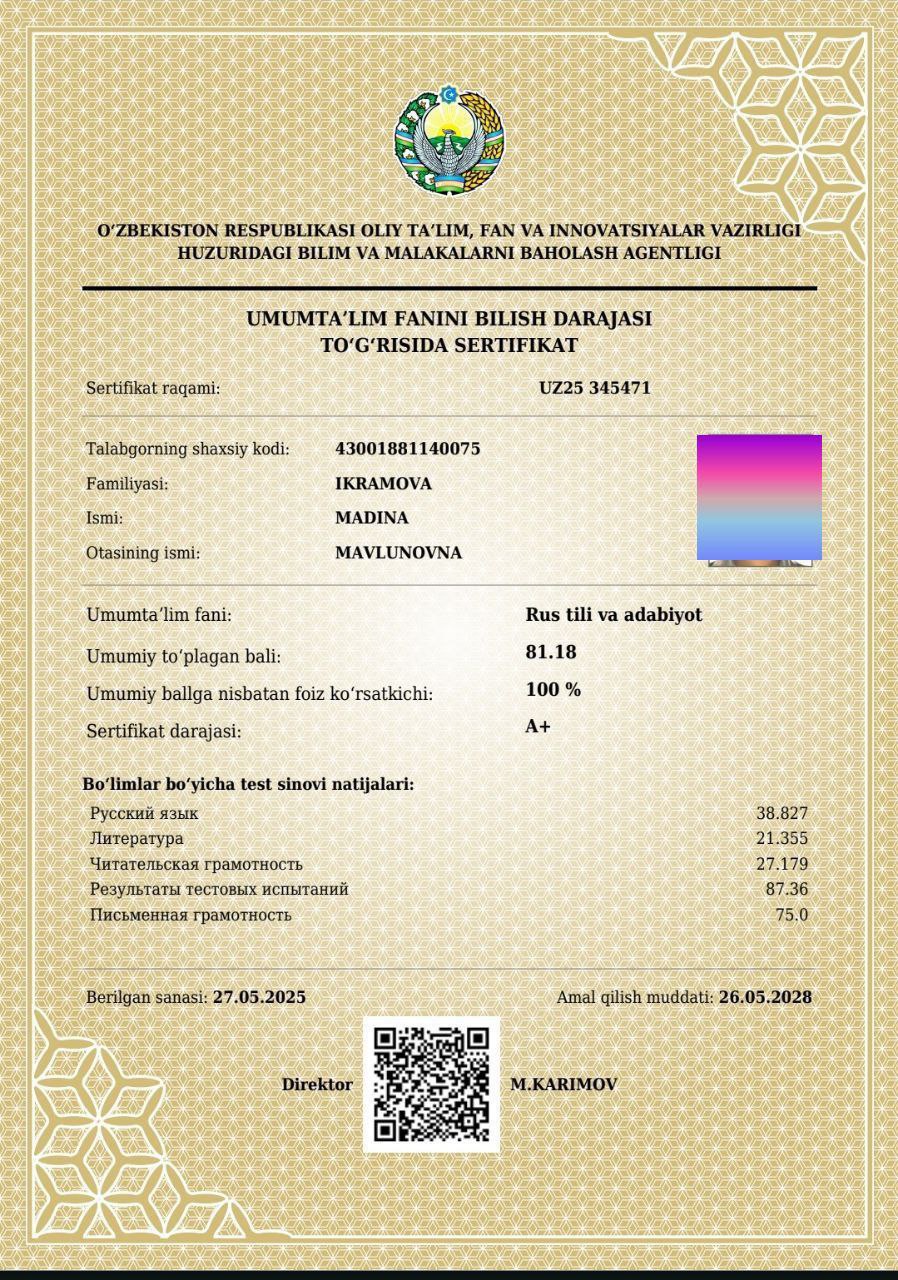 O‘ZBEKISTON RESPUBLIKASI OLIY TA’LIM, FAN VA INNOVATSIYALAR VAZIRLIGI
HUZURIDAGI BILIM VA MALAKALARNI BAHOLASH AGENTLIGI
UMUMTA’LIM FANINI BILISH DARAJASI
TO‘G‘RISIDA SERTIFIKAT
Sertifikat raqami: UZ25 345471
Talabgorning shaxsiy kodi: 43001881140075
Familiyasi: IKRAMOVA
Ismi: MADINA
Otasining ismi: MAVLUNOVNA
Umumta’lim fani: Rus tili va adabiyot
Umumiy to‘plagan bali: 81.18
Umumiy ballga nisbatan foiz ko‘rsatkichi: 100 %
Sertifikat darajasi: A+
Bo‘limlar bo‘yicha test sinovi natijalari:
Русский язык 38.827
Литература 21.355
Читательская грамотность 27.179
Результаты тестовых испытаний 87.36
Письменная грамотность 75.0
Berilgan sanasi: 27.05.2025 Amal qilish muddati: 26.05.2028
Direktor M.KARIMOV